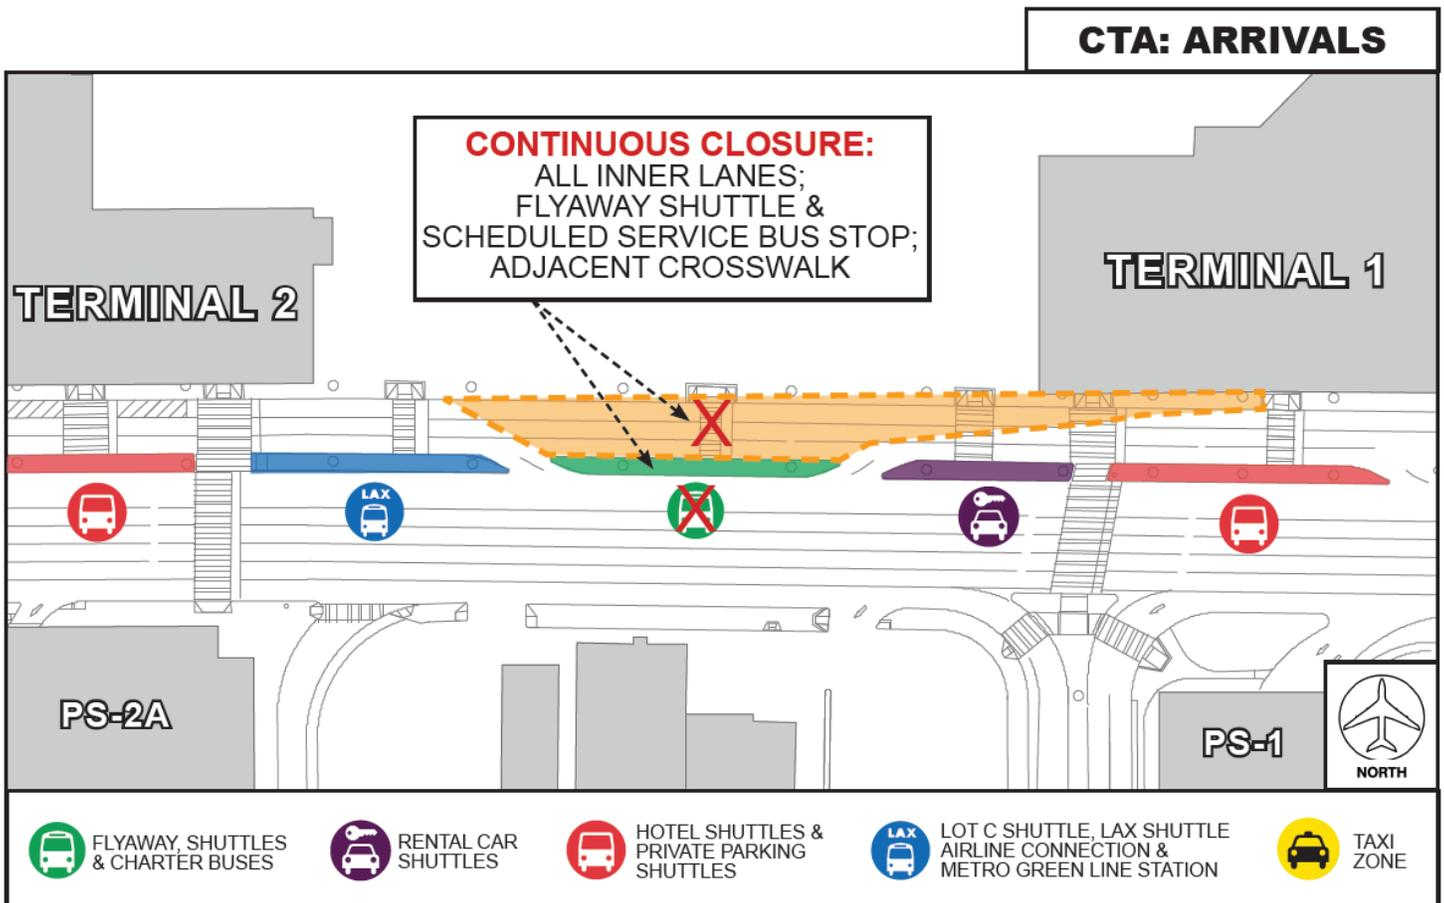 CTA: ARRIVALS
CONTINUOUS CLOSURE:
ALL INNER LANES;
FLYAWAY SHUTTLE &
SCHEDULED SERVICE BUS STOP;
ADJACENT CROSSWALK
TERMINAL 2
TERMINAL 1
X
LAX
X
PS-2A
PS-1
NORTH
FLYAWAY, SHUTTLES
& CHARTER BUSES
RENTAL CAR
SHUTTLES
HOTEL SHUTTLES &
PRIVATE PARKING
SHUTTLES
LAX
LOT C SHUTTLE, LAX SHUTTLE
AIRLINE CONNECTION &
METRO GREEN LINE STATION
TAXI
ZONE